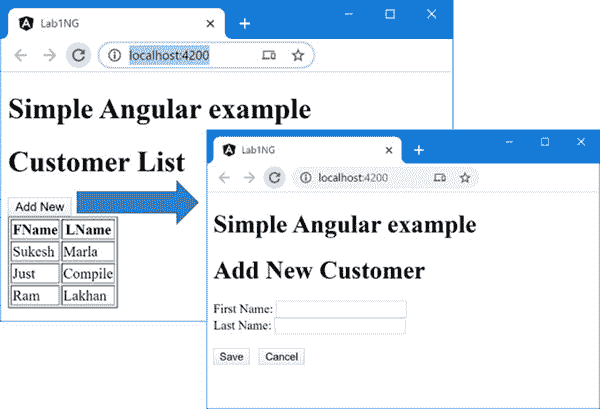 Lab1NG
localhost:4200
Simple Angular example
Customer List
Add New
FName LName
Sukesh Marla
Just Compile
Ram Lakhan
Lab1NG
localhost:4200
Simple Angular example
Add New Customer
First Name:
Last Name:
Save Cancel